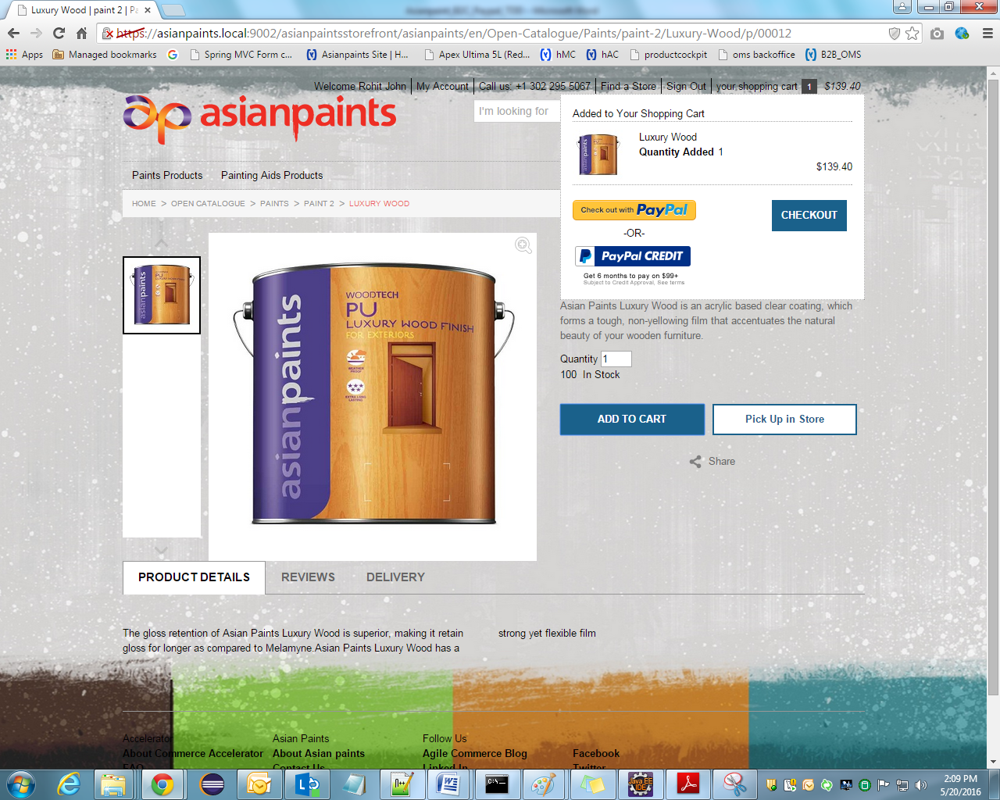 Luxury Wood | paint 2 | Pa
https://asianpaints.local:9002/asianpaintsstorefront/asianpaints/en/Open-Catalogue/Paints/paint-2/Luxury-Wood/p/00012
Apps Managed bookmarks Spring MVC Form c... Asianpaints Site | H... Apex Ultima 5L (Red... hMC hAC productcockpit oms backoffice B2B_OMS
Welcome Rohit John My Account Call us: +1 302 295 5067 Find a Store Sign Out your shopping cart 1 $139.40
asianpaints
I'm looking for
Added to Your Shopping Cart
Luxury Wood
Quantity Added 1
$139.40
Paints Products Painting Aids Products
HOME > OPEN CATALOGUE > PAINTS > PAINT 2 > LUXURY WOOD
Check out with PayPal
CHECKOUT
-OR-
PayPal CREDIT
Get 6 months to pay on $99+
Subject to Credit Approval, See terms
asianpaints
WOODTECH
PU
LUXURY WOOD FINISH
FOR EXTERIORS
WEATHER
PROOF
EXTRA LONG
LASTING
Asian Paints Luxury Wood is an acrylic based clear coating, which
forms a tough, non-yellowing film that accentuates the natural
beauty of your wooden furniture.
Quantity 1
100 In Stock
ADD TO CART Pick Up in Store
Share
PRODUCT DETAILS REVIEWS DELIVERY
The gloss retention of Asian Paints Luxury Wood is superior, making it retain
gloss for longer as compared to Melamyne.Asian Paints Luxury Wood has a
strong yet flexible film
Accelerator Asian Paints Follow Us
About Commerce Accelerator About Asian paints Agile Commerce Blog Facebook
FAQ Contact Us Linked In Twitter
2:09 PM
5/20/2016